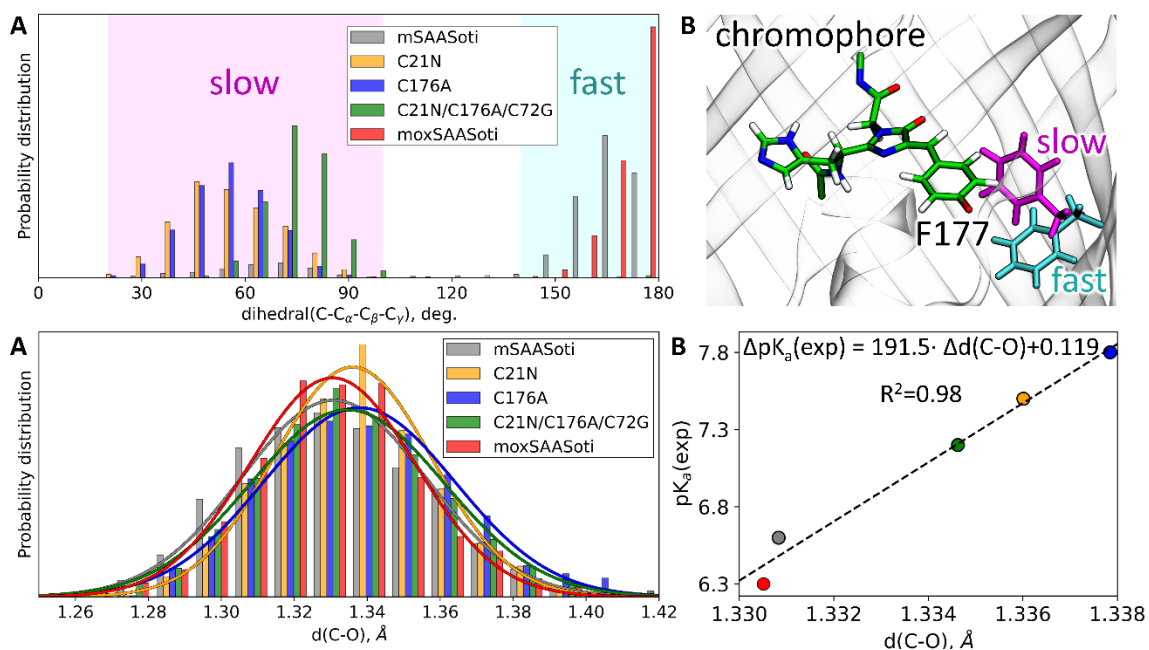 A
Probability distribution
slow
fast
mSAASoti
C21N
C176A
C21N/C176A/C72G
moxSAASoti
0 30 60 90 120 150 180
dihedral(C-Cα-Cβ-Cγ), deg.
B
chromophore
slow
F177
fast
A
Probability distribution
mSAASoti
C21N
C176A
C21N/C176A/C72G
moxSAASoti
1.26 1.28 1.30 1.32 1.34 1.36 1.38 1.40 1.42
d(C-O), Å
B
ΔpKa(exp) = 191.5· Δd(C-O)+0.119
R²=0.98
pKa(exp)
7.8
7.3
6.8
6.3
1.330 1.332 1.334 1.336 1.338
d(C-O), Å